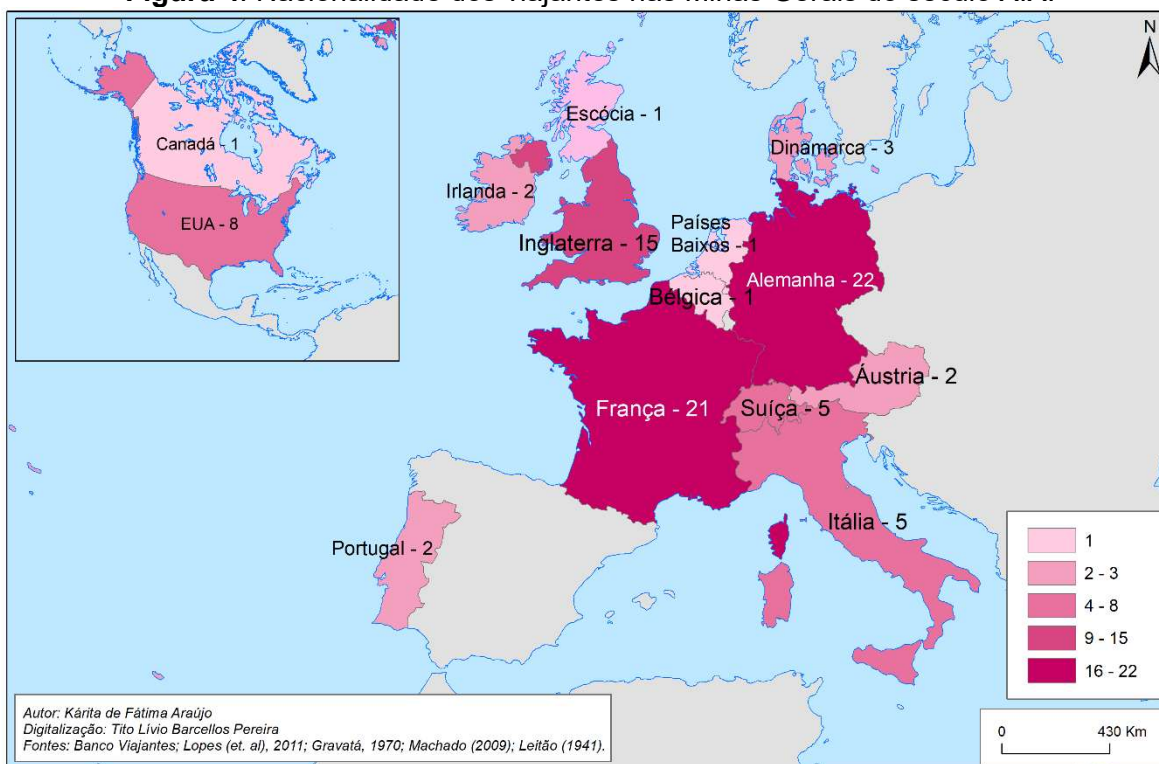 Canadá - 1
EUA - 8
N
Escócia - 1
Dinamarca - 3
Irlanda - 2
Países
Baixos - 1
Inglaterra - 15
Alemanha - 22
Bélgica - 1
Áustria - 2
França - 21
Suíça - 5
Itália - 5
Portugal - 2
1
2 - 3
4 - 8
9 - 15
16 - 22
Autor: Kárita de Fátima Araújo
Digitalização: Tito Lívio Barcellos Pereira
Fontes: Banco Viajantes; Lopes (et. al), 2011; Gravatá, 1970; Machado (2009); Leitão (1941).
0 430 Km